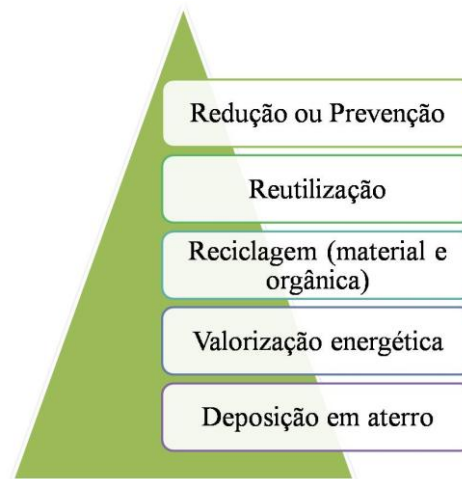 Redução ou Prevenção
Reutilização
Reciclagem (material e
orgânica)
Valorização energética
Deposição em aterro